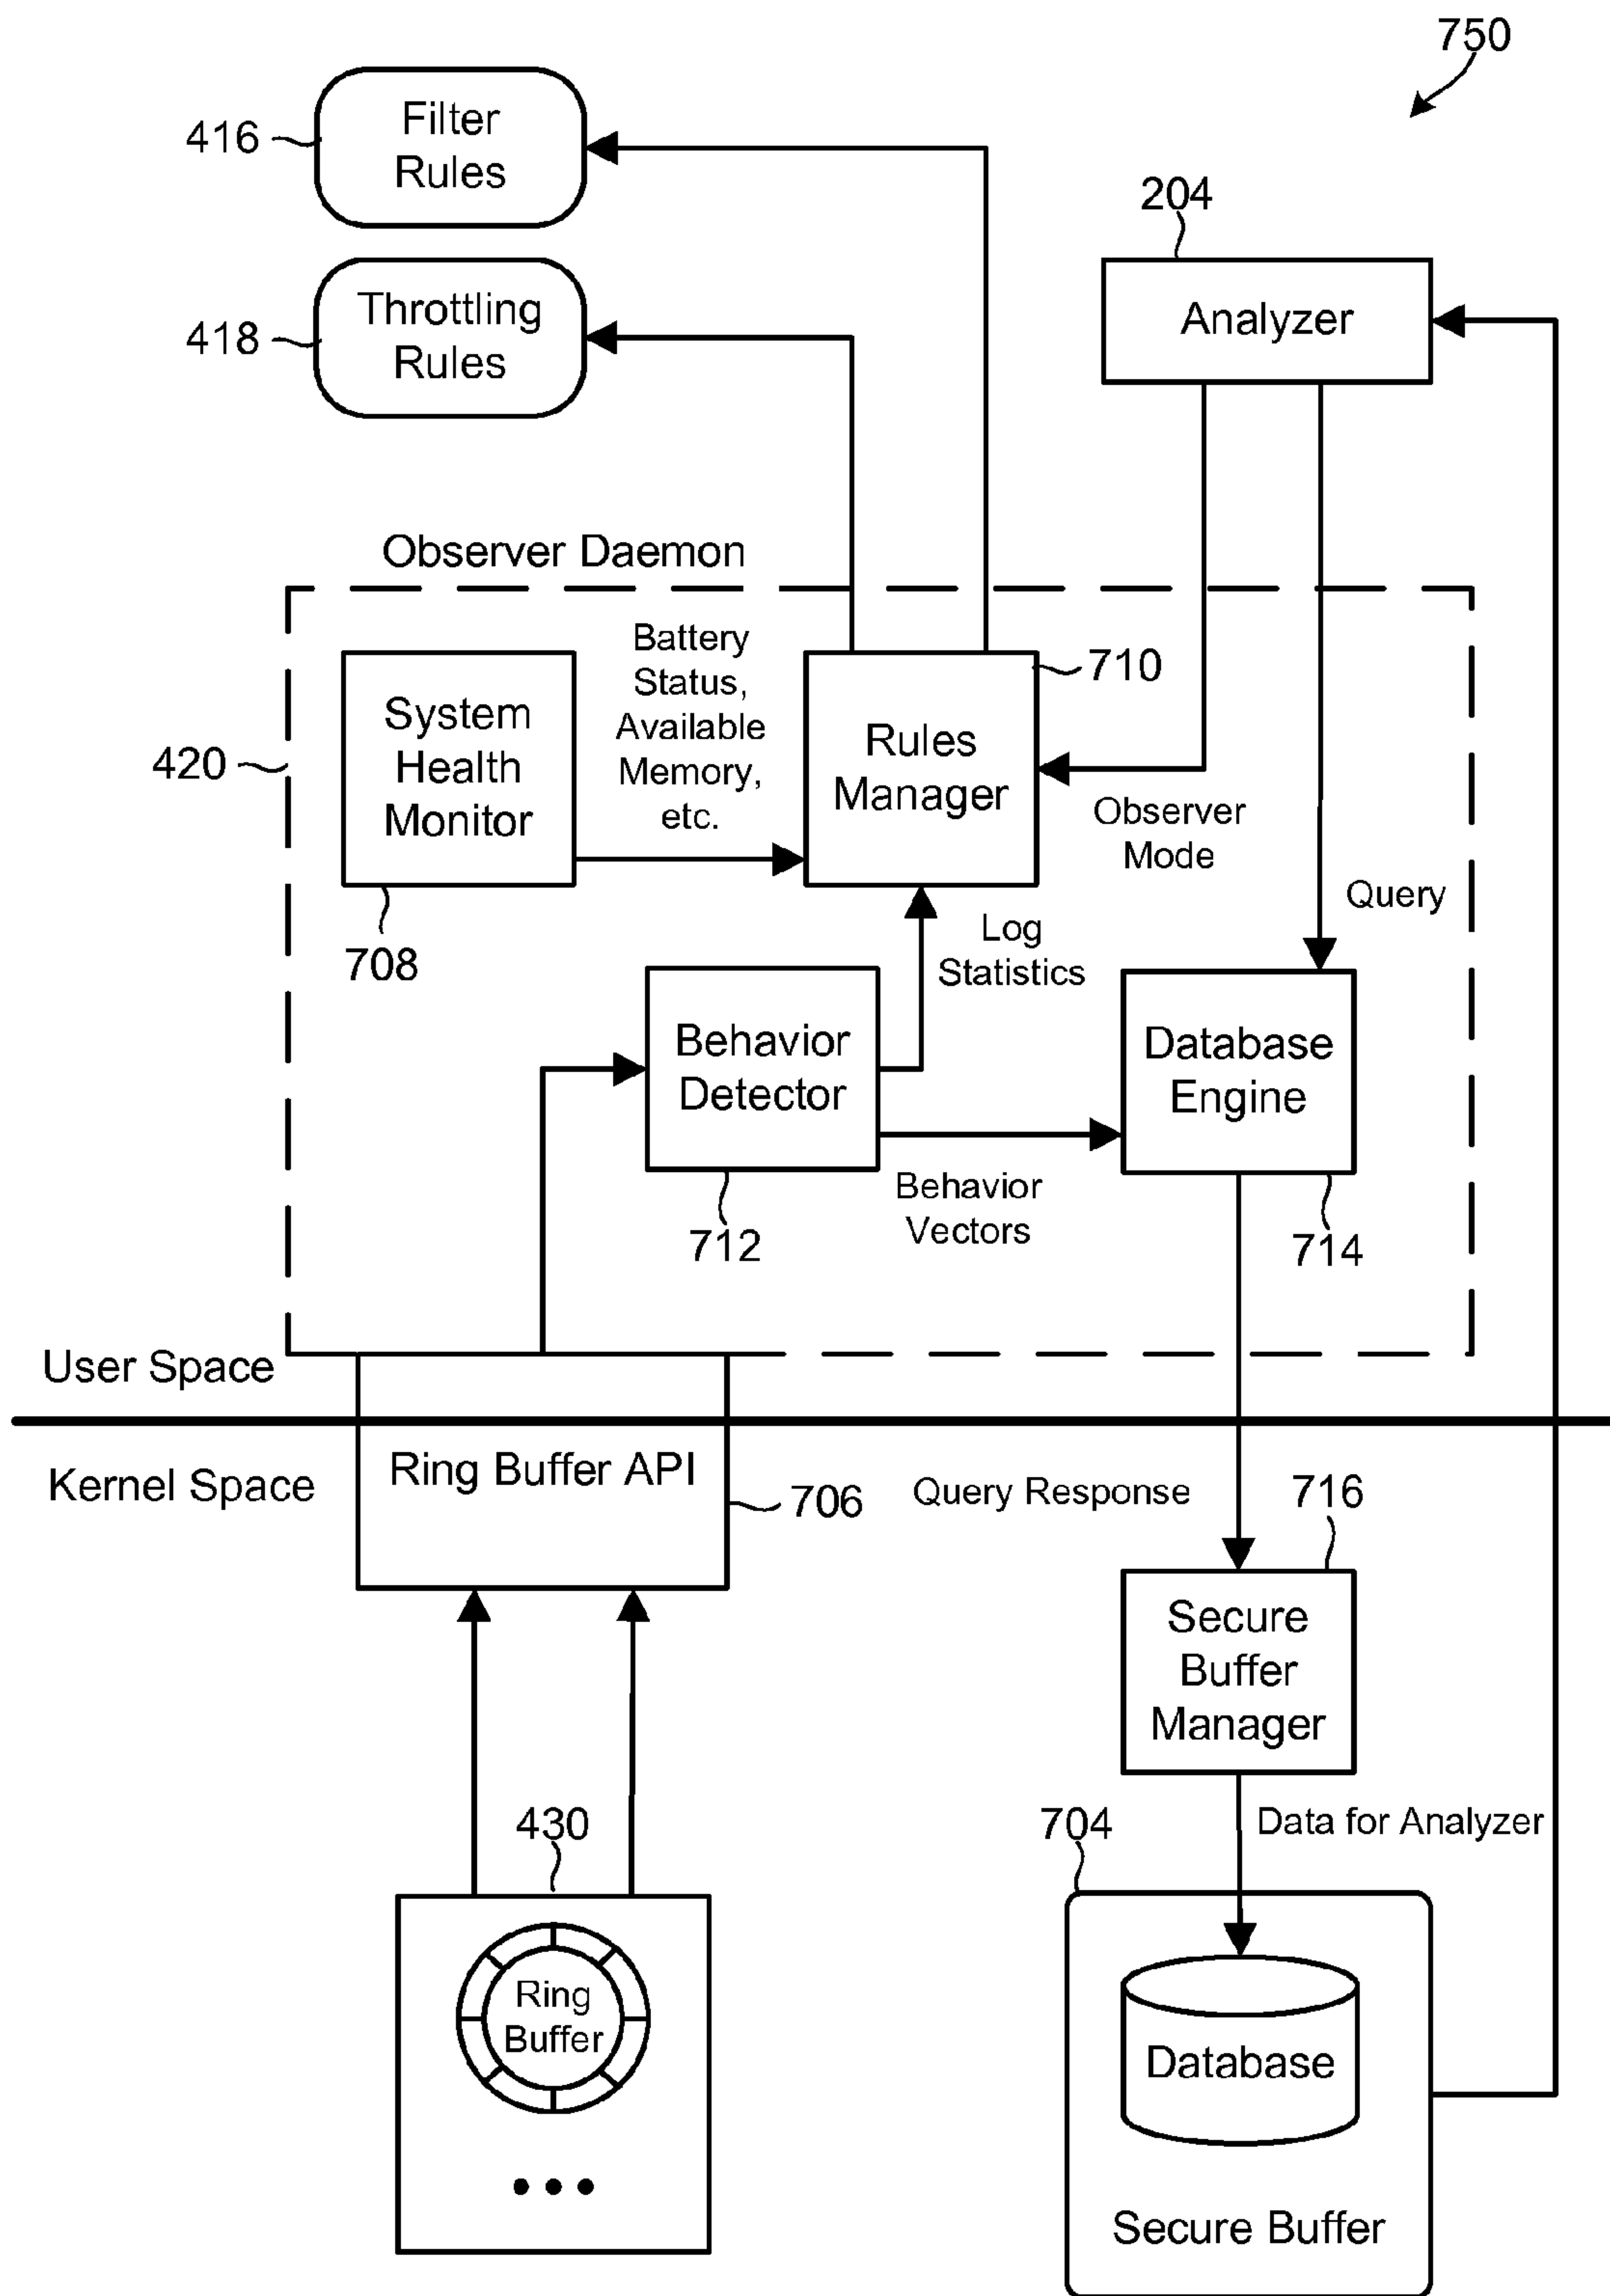 750
416
Filter
Rules
204
418
Throttling
Rules
Analyzer
Observer Daemon
Battery
Status,
Available
Memory,
etc.
710
System
Health
Monitor
420
Rules
Manager
Observer
Mode
Query
708
Log
Statistics
Behavior
Detector
Database
Engine
712
Behavior
Vectors
714
User Space
Kernel Space
Ring Buffer API
706
Query Response
716
Secure
Buffer
Manager
430
704
Data for Analyzer
Ring
Buffer
Database
Secure Buffer